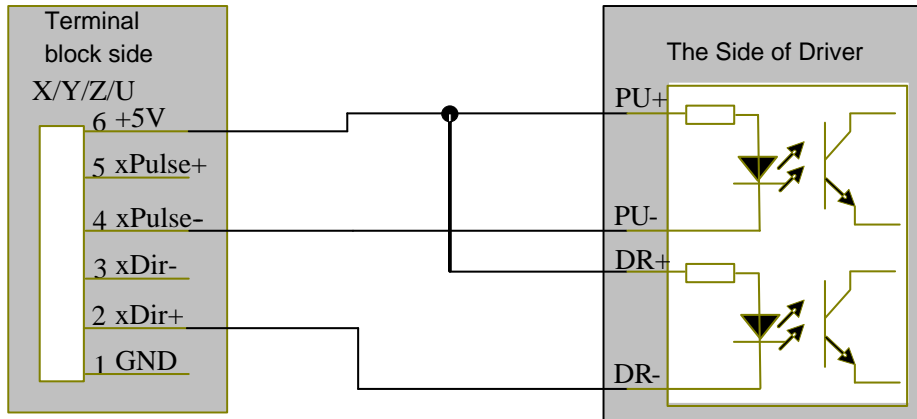 Terminal
block side
X/Y/Z/U
6 +5V
5 xPulse+
4 xPulse-
3 xDir-
2 xDir+
1 GND
The Side of Driver
PU+
PU-
DR+
DR-